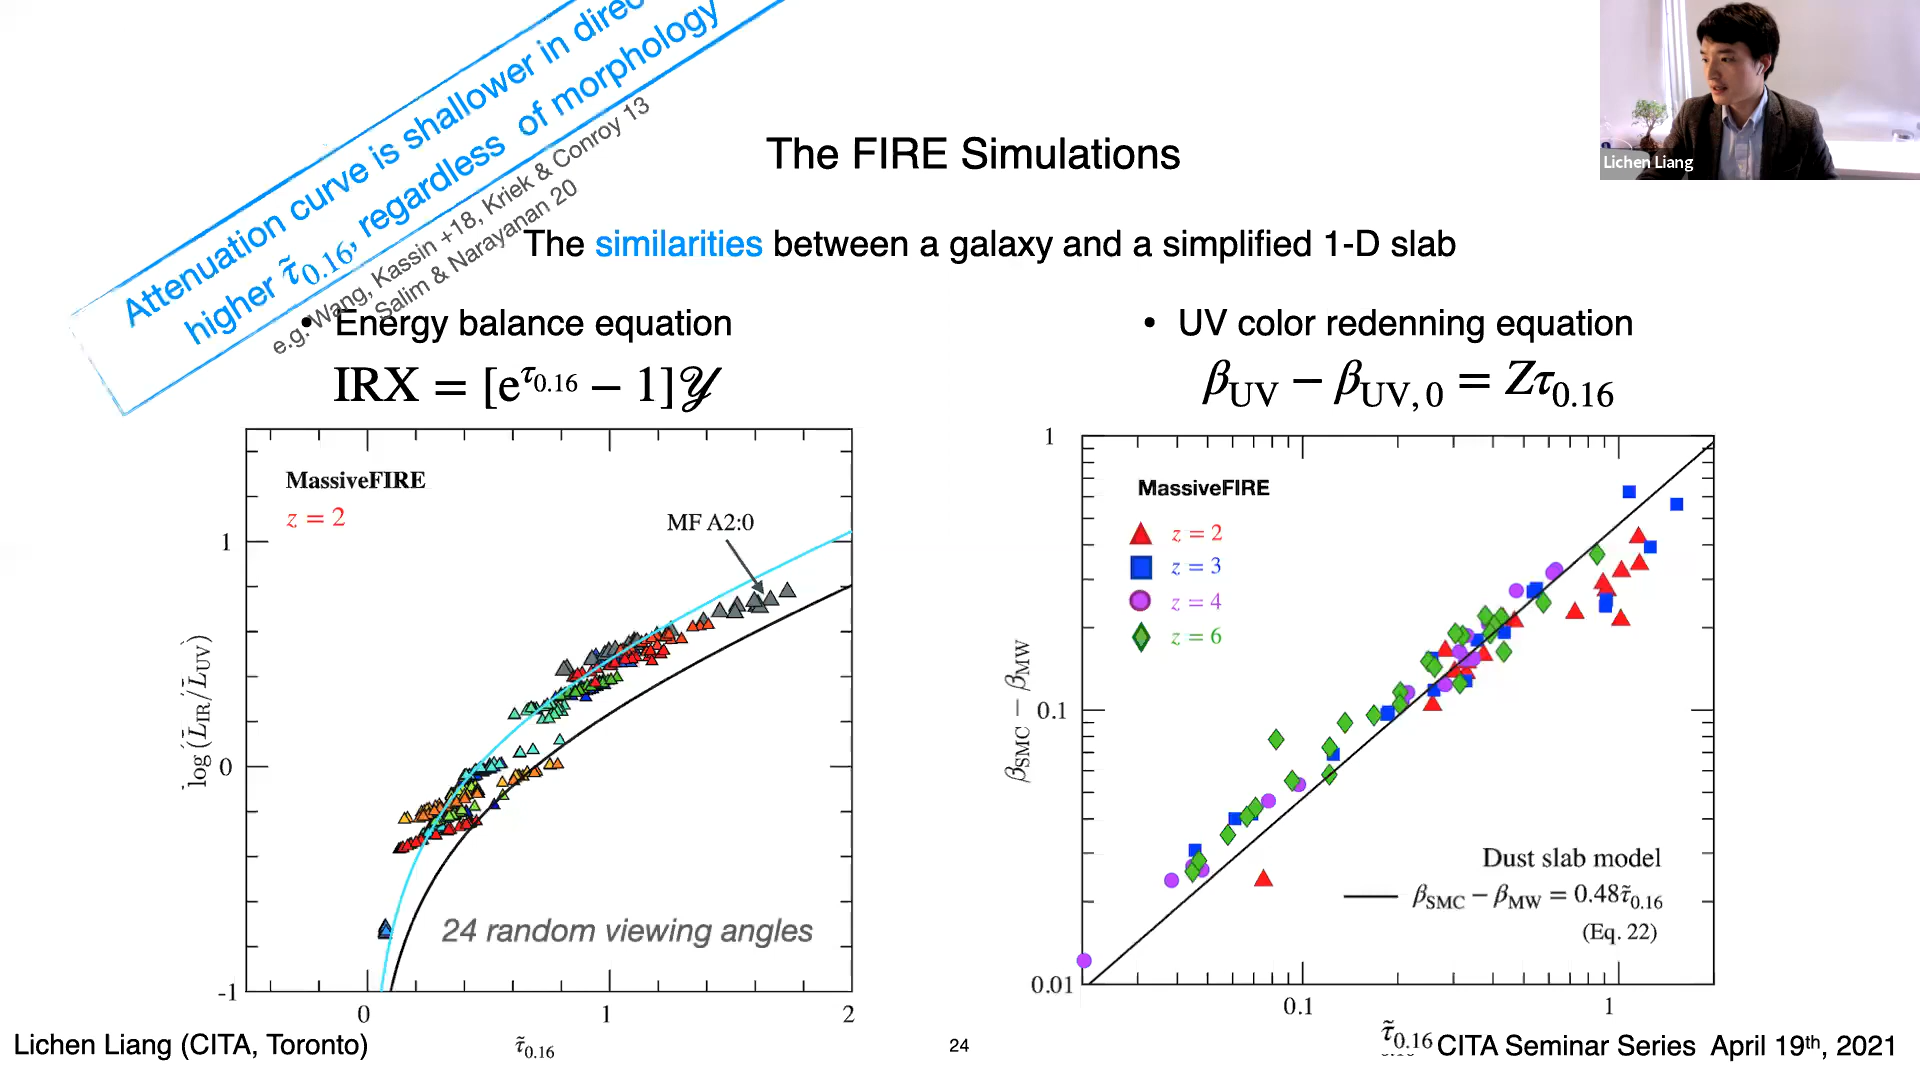 Attenuation curve is shallower in direc
higher τ̃0.16, regardless of morphology
e.g. Wang, Kassin +18, Kriek & Conroy 13
Salim & Narayanan 20
Lichen Liang
The FIRE Simulations
The similarities between a galaxy and a simplified 1-D slab
• Energy balance equation
IRX = [e^τ0.16 − 1]𝒴
• UV color redenning equation
βUV − βUV, 0 = Zτ0.16
MassiveFIRE
z = 2
MF A2:0
24 random viewing angles
log (L̄IR/L̄UV)
1
0
-1
0
1
2
τ̃0.16
MassiveFIRE
z = 2
z = 3
z = 4
z = 6
Dust slab model
βSMC − βMW = 0.48τ̃0.16
(Eq. 22)
βSMC − βMW
1
0.1
0.01
0.1
1
τ̃0.16
Lichen Liang (CITA, Toronto)
24
CITA Seminar Series April 19th, 2021